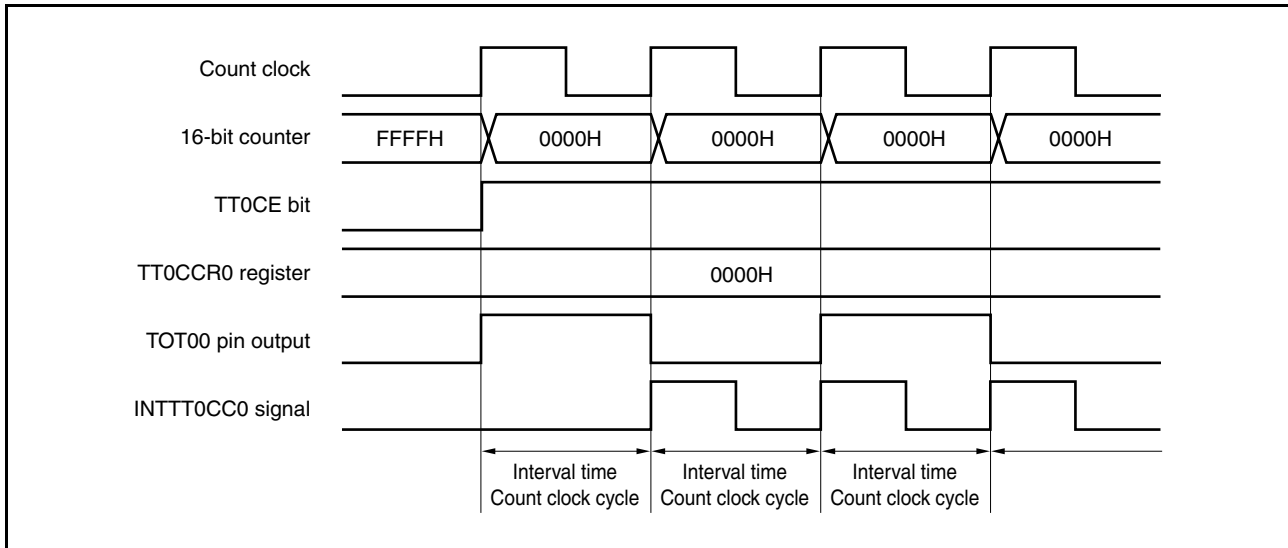 Count clock
16-bit counter
FFFFH
0000H
0000H
0000H
0000H
TT0CE bit
TT0CCR0 register
0000H
TOT00 pin output
INTTT0CC0 signal
Interval time
Count clock cycle
Interval time
Count clock cycle
Interval time
Count clock cycle